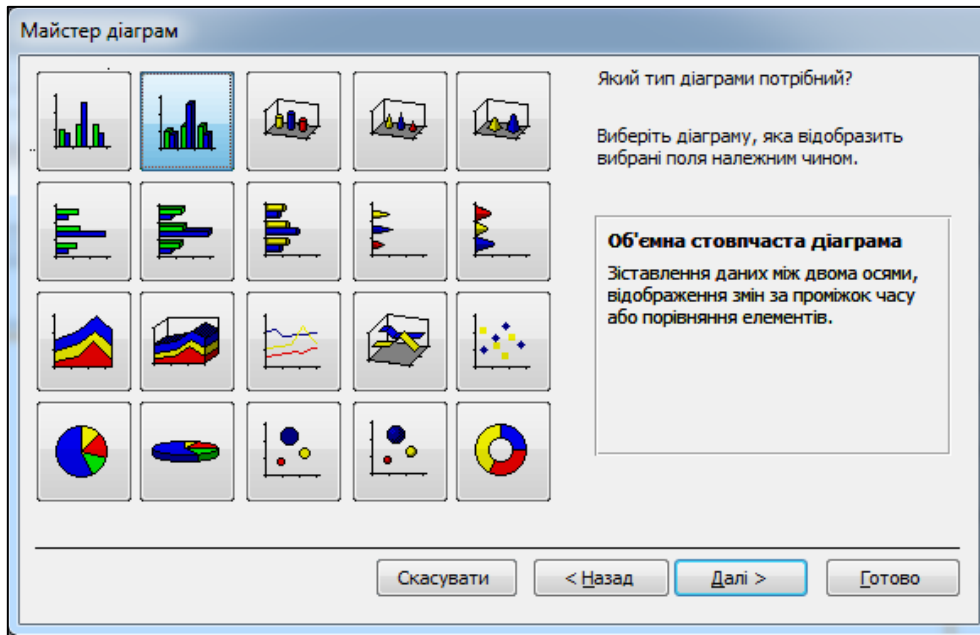 Майстер діаграм
Який тип діаграми потрібний?
Виберіть діаграму, яка відобразить
вибрані поля належним чином.
Об'ємна стовпчаста діаграма
Зіставлення даних між двома осями,
відображення змін за проміжок часу
або порівняння елементів.
Скасувати
< Назад
Далі >
Готово